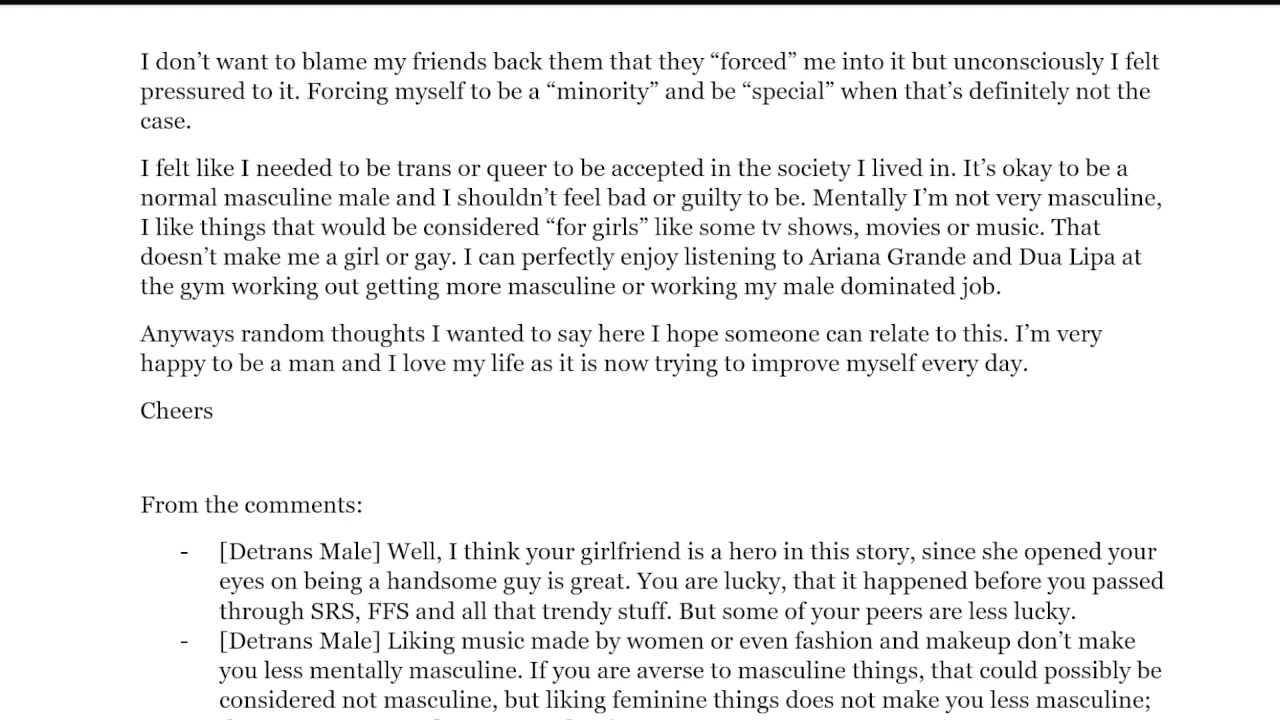 I don’t want to blame my friends back them that they “forced” me into it but unconsciously I felt
pressured to it. Forcing myself to be a “minority” and be “special” when that’s definitely not the
case.
I felt like I needed to be trans or queer to be accepted in the society I lived in. It’s okay to be a
normal masculine male and I shouldn’t feel bad or guilty to be. Mentally I’m not very masculine,
I like things that would be considered “for girls” like some tv shows, movies or music. That
doesn’t make me a girl or gay. I can perfectly enjoy listening to Ariana Grande and Dua Lipa at
the gym working out getting more masculine or working my male dominated job.
Anyways random thoughts I wanted to say here I hope someone can relate to this. I’m very
happy to be a man and I love my life as it is now trying to improve myself every day.
Cheers
From the comments:
- [Detrans Male] Well, I think your girlfriend is a hero in this story, since she opened your
eyes on being a handsome guy is great. You are lucky, that it happened before you passed
through SRS, FFS and all that trendy stuff. But some of your peers are less lucky.
- [Detrans Male] Liking music made by women or even fashion and makeup don’t make
you less mentally masculine. If you are averse to masculine things, that could possibly be
considered not masculine, but liking feminine things does not make you less masculine;